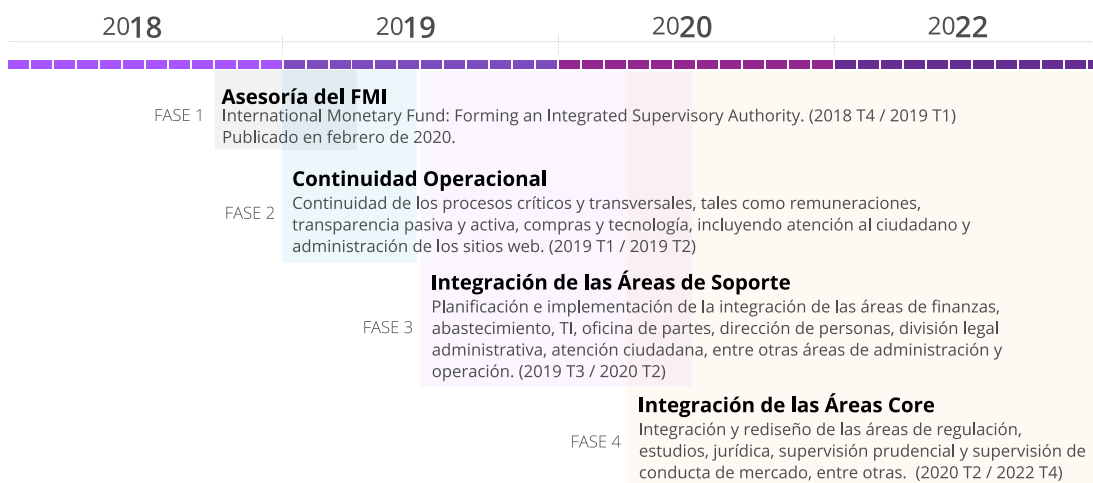 2018 2019 2020 2022
Asesoría del FMI
FASE 1
International Monetary Fund: Forming an Integrated Supervisory Authority. (2018 T4 / 2019 T1)
Publicado en febrero de 2020.
Continuidad Operacional
FASE 2
Continuidad de los procesos críticos y transversales, tales como remuneraciones,
transparencia pasiva y activa, compras y tecnología, incluyendo atención al ciudadano y
administración de los sitios web. (2019 T1 / 2019 T2)
Integración de las Áreas de Soporte
FASE 3
Planificación e implementación de la integración de las áreas de finanzas,
abastecimiento, TI, oficina de partes, dirección de personas, división legal
administrativa, atención ciudadana, entre otras áreas de administración y
operación. (2019 T3 / 2020 T2)
Integración de las Áreas Core
FASE 4
Integración y rediseño de las áreas de regulación,
estudios, jurídica, supervisión prudencial y supervisión de
conducta de mercado, entre otras. (2020 T2 / 2022 T4)